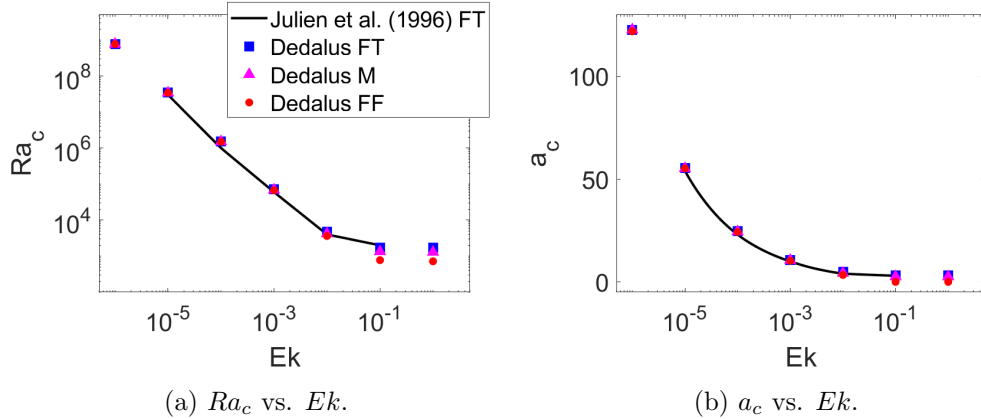 Julien et al. (1996) FT
Dedalus FT
Dedalus M
Dedalus FF
10^8
10^6
10^4
Ra_c
10^-5
10^-3
10^-1
Ek
(a) Ra_c vs. Ek.
100
50
0
a_c
10^-5
10^-3
10^-1
Ek
(b) a_c vs. Ek.